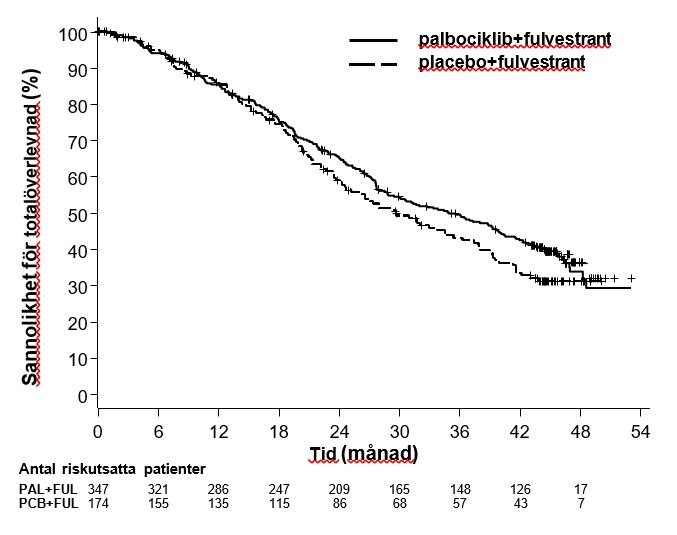 palbociklib+fulvestrant
placebo+fulvestrant
Sannolikhet för totalöverlevnad (%)
100
90
80
70
60
50
40
30
20
10
0
0 6 12 18 24 30 36 42 48 54
Tid (månad)
Antal riskutsatta patienter
PAL+FUL 347 321 286 247 209 165 148 126 17
PCB+FUL 174 155 135 115 86 68 57 43 7